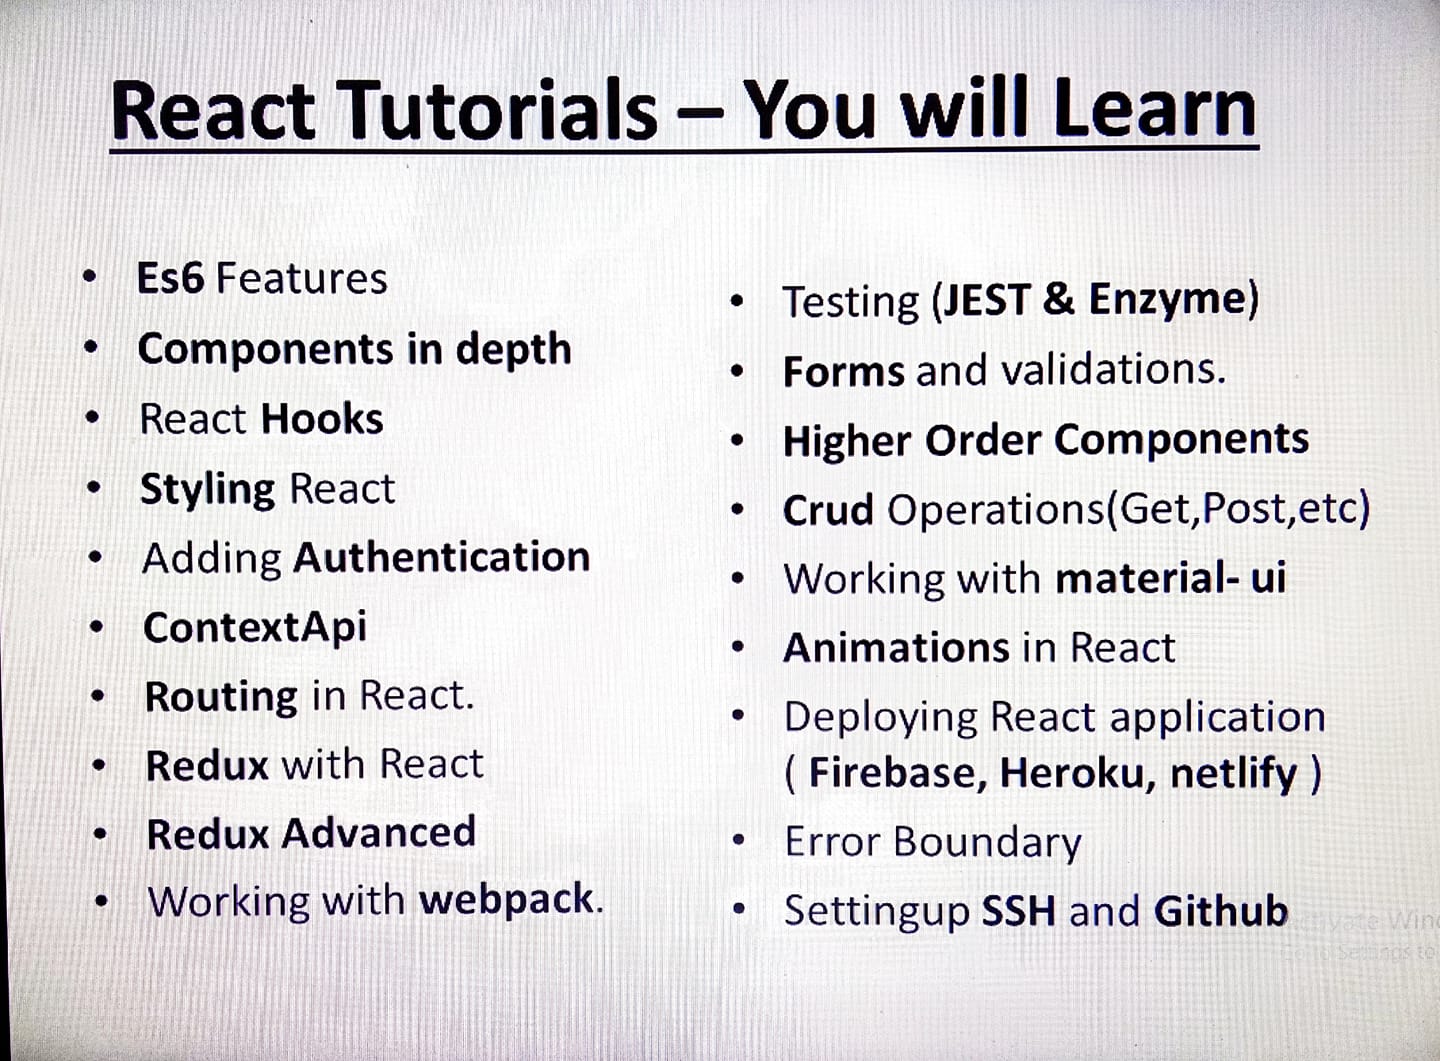 React Tutorials – You will Learn
• Es6 Features
• Components in depth
• React Hooks
• Styling React
• Adding Authentication
• ContextApi
• Routing in React.
• Redux with React
• Redux Advanced
• Working with webpack.
• Testing (JEST & Enzyme)
• Forms and validations.
• Higher Order Components
• Crud Operations(Get,Post,etc)
• Working with material- ui
• Animations in React
• Deploying React application
( Firebase, Heroku, netlify )
• Error Boundary
• Settingup SSH and Github